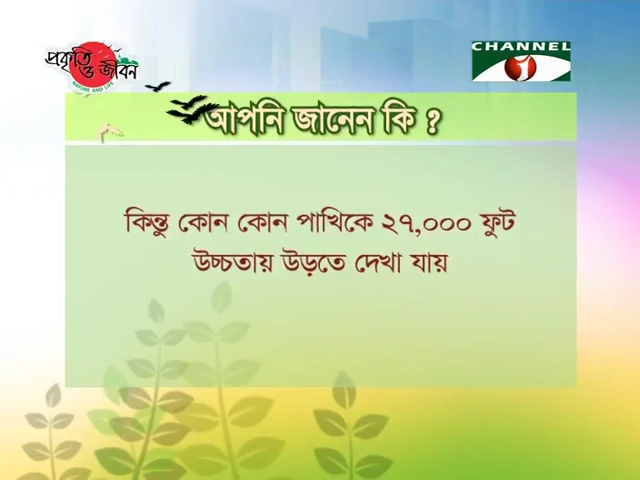 প্রকৃতি
ও জীবন
NATURE AND LIFE
CHANNEL
i
আপনি জানেন কি ?
কিন্তু কোন কোন পাখিকে ২৭,০০০ ফুট
উচ্চতায় উড়তে দেখা যায়